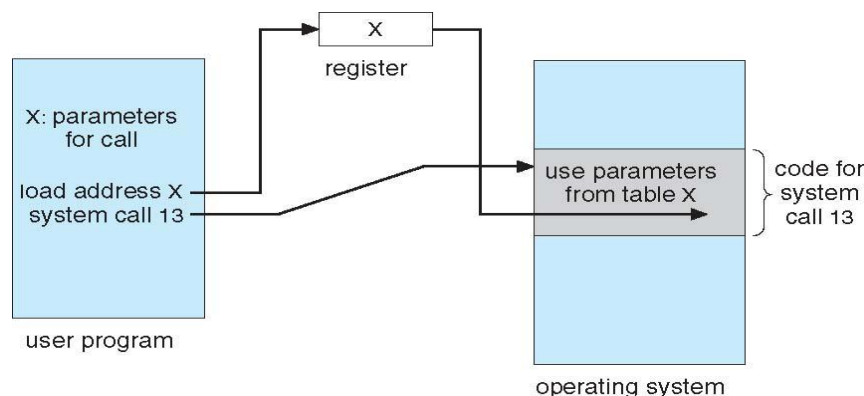 X
register
X: parameters
for call
load address X
system call 13
use parameters
from table X
code for
system
call 13
user program
operating system